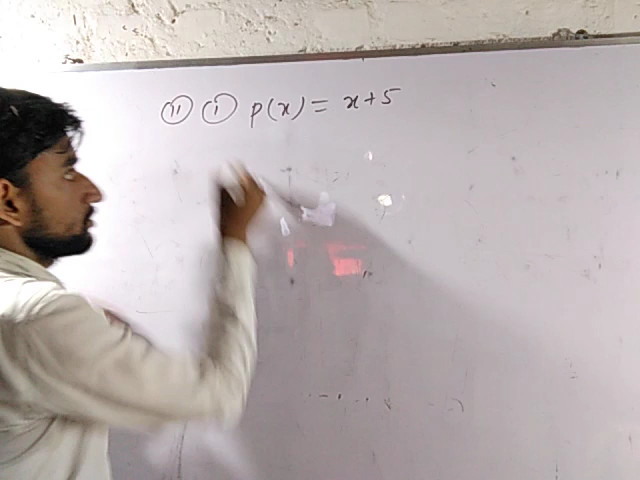 (11) (i) p(x) = x+5